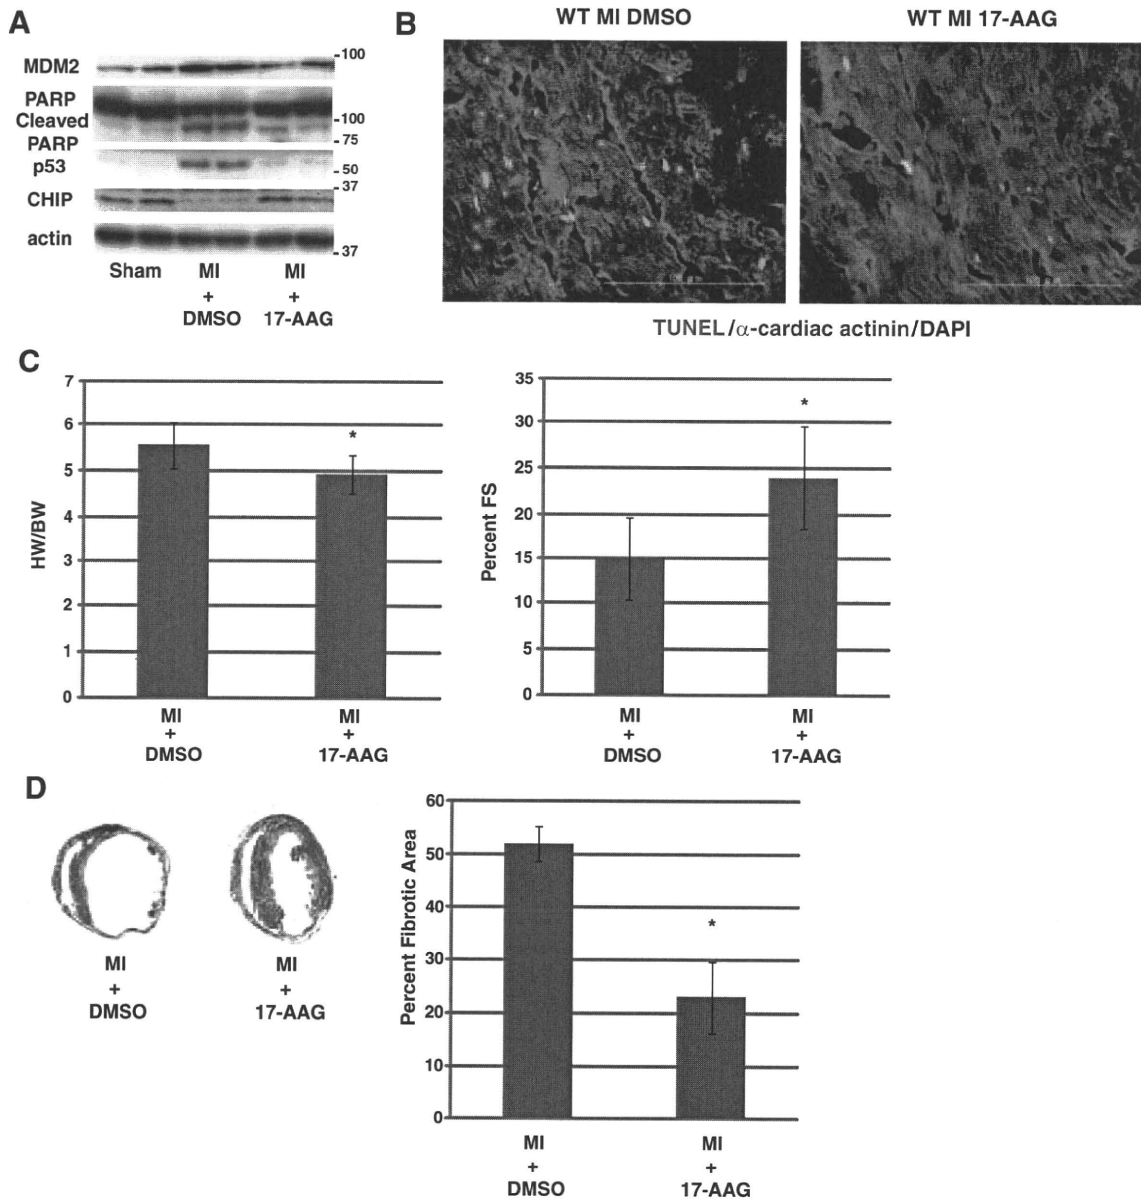 A
MDM2
PARP
Cleaved
PARP
p53
CHIP
actin
-100
-100
-75
-50
-37
-37
Sham
MI
+
DMSO
MI
+
17-AAG
B
WT MI DMSO
WT MI 17-AAG
TUNEL/α-cardiac actinin/DAPI
C
HW/BW
7
6
5
4
3
2
1
0
*
MI
+
DMSO
MI
+
17-AAG
Percent FS
35
30
25
20
15
10
5
0
*
MI
+
DMSO
MI
+
17-AAG
D
MI
+
DMSO
MI
+
17-AAG
Percent Fibrotic Area
60
50
40
30
20
10
0
*
MI
+
DMSO
MI
+
17-AAG